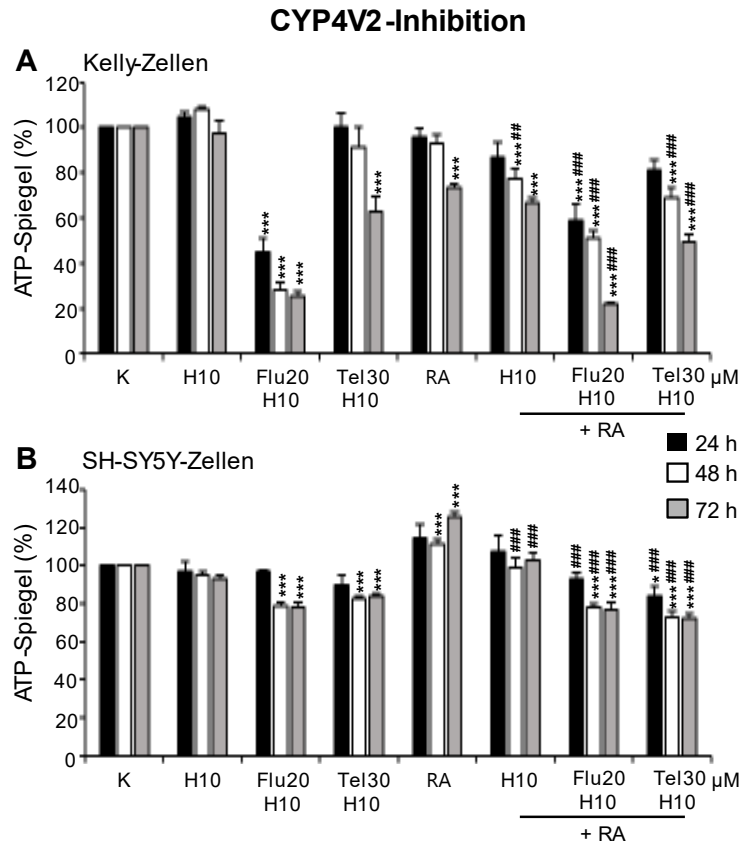 CYP4V2-Inhibition
A
Kelly-Zellen
ATP-Spiegel (%)
120
100
80
60
40
20
0
***
***
***
***
***
***##
***
***###
***###
***###
***###
***###
K
H10
Flu20
H10
Tel30
H10
RA
H10
Flu20
H10
Tel30
H10
µM
+ RA
24 h
48 h
72 h
B
SH-SY5Y-Zellen
ATP-Spiegel (%)
140
120
100
80
60
40
20
0
***
***
***
***
***
***
###
###
###
***###
***###
*###
***###
***###
K
H10
Flu20
H10
Tel30
H10
RA
H10
Flu20
H10
Tel30
H10
µM
+ RA